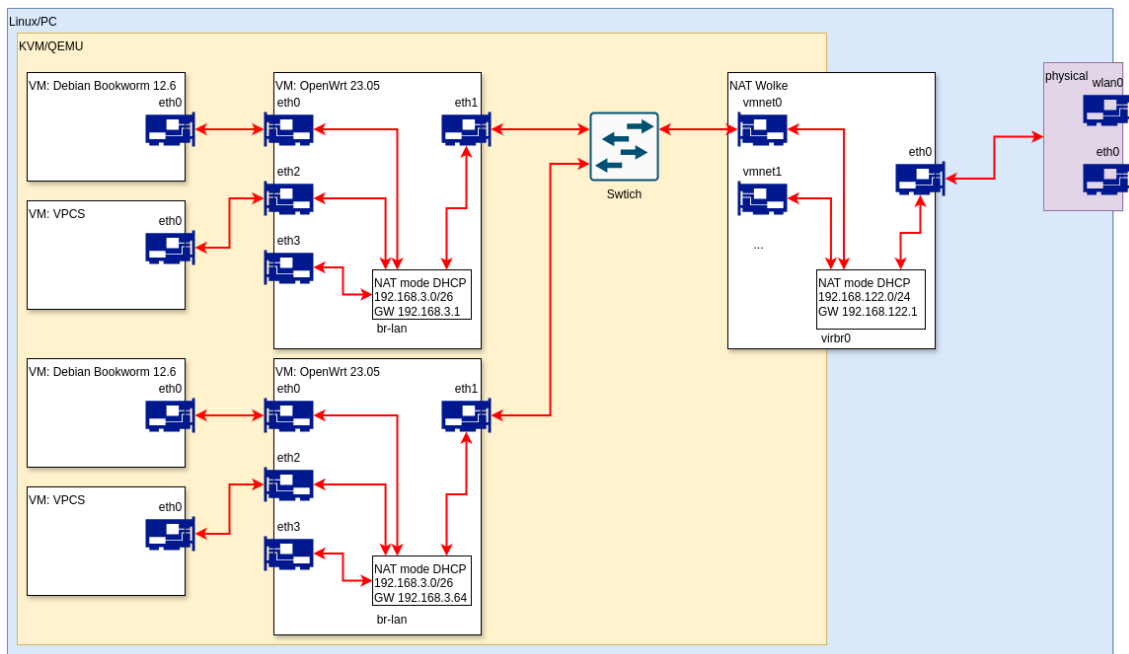 Linux/PC
KVM/QEMU
VM: Debian Bookworm 12.6
eth0
VM: OpenWrt 23.05
eth0
eth1
eth2
eth3
NAT mode DHCP
192.168.3.0/26
GW 192.168.3.1
br-lan
VM: VPCS
eth0
Swtich
NAT Wolke
vmnet0
vmnet1
...
eth0
NAT mode DHCP
192.168.122.0/24
GW 192.168.122.1
virbr0
physical
wlan0
eth0
VM: Debian Bookworm 12.6
eth0
VM: OpenWrt 23.05
eth0
eth1
eth2
eth3
NAT mode DHCP
192.168.3.0/26
GW 192.168.3.64
br-lan
VM: VPCS
eth0